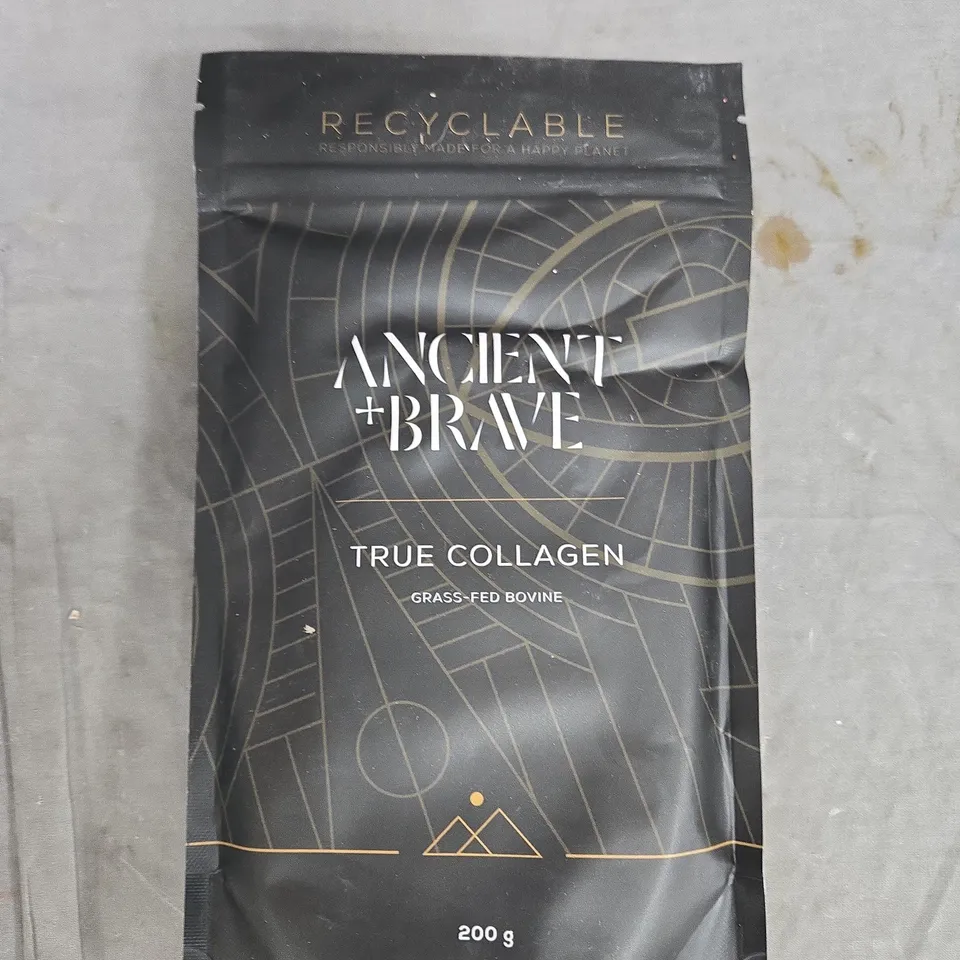 RECYCLABLE
RESPONSIBLY MADE FOR A HAPPY PLANET
ANCIENT
+BRAVE
TRUE COLLAGEN
GRASS-FED BOVINE
200 g